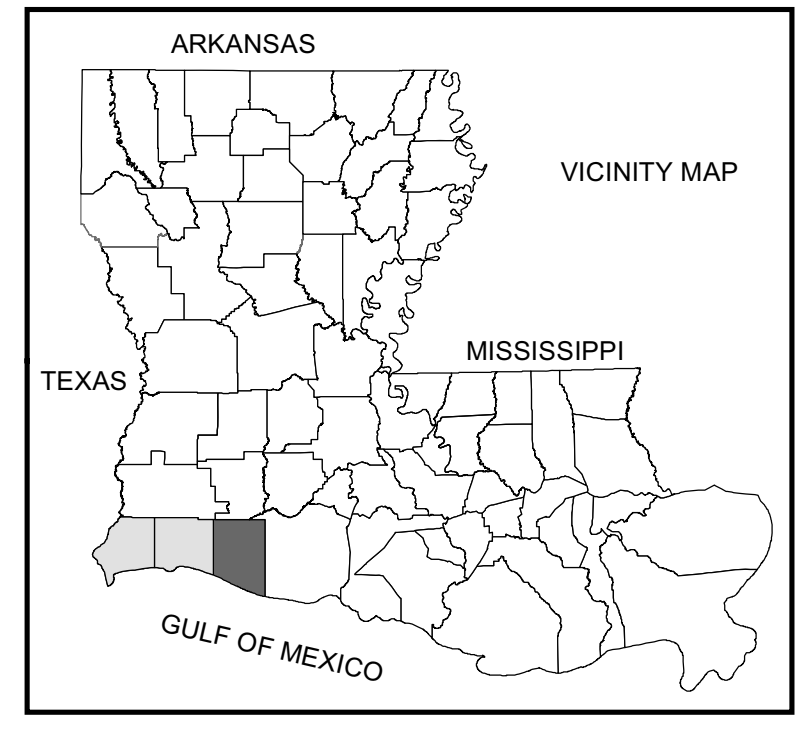 ARKANSAS
VICINITY MAP
MISSISSIPPI
TEXAS
GULF OF MEXICO